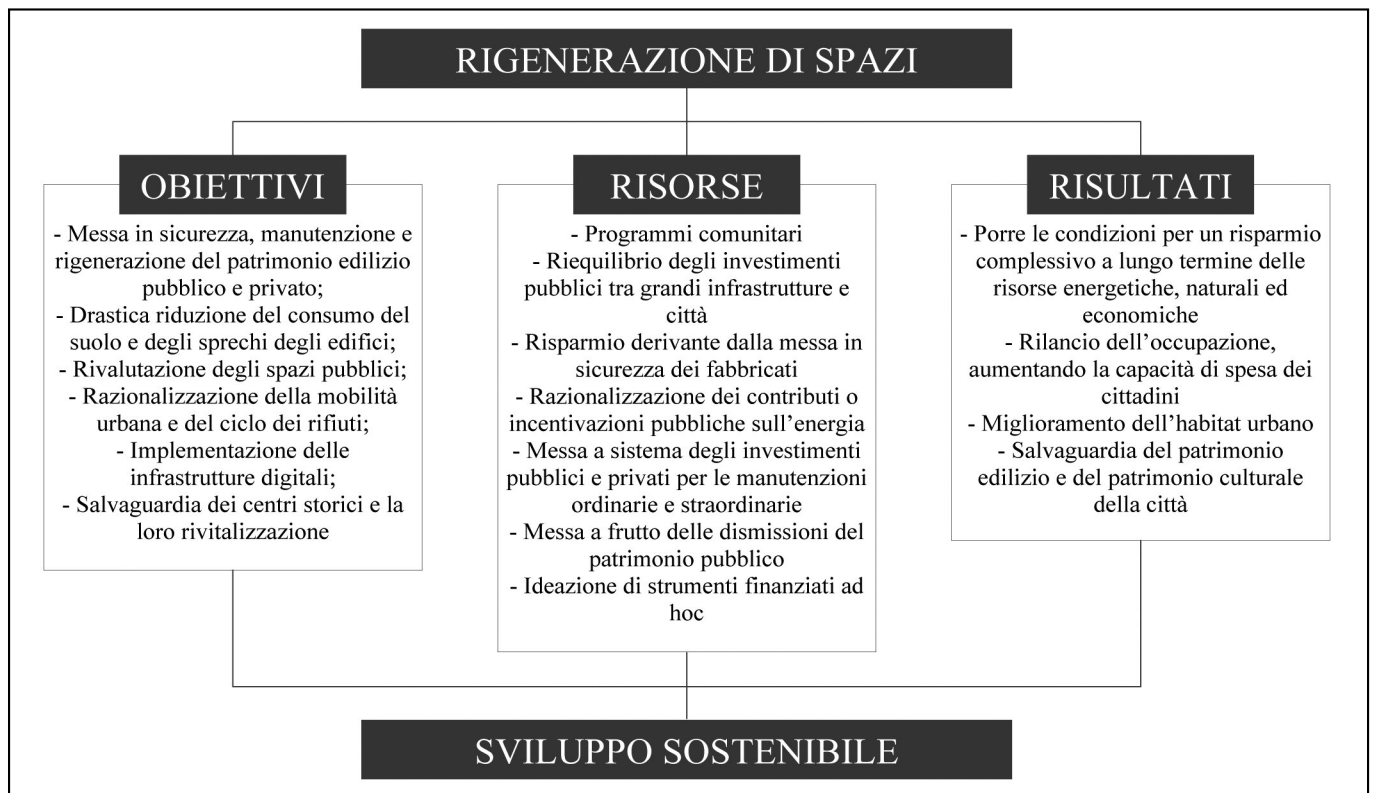 RIGENERAZIONE DI SPAZI
OBIETTIVI
- Messa in sicurezza, manutenzione e
rigenerazione del patrimonio edilizio
pubblico e privato;
- Drastica riduzione del consumo del
suolo e degli sprechi degli edifici;
- Rivalutazione degli spazi pubblici;
- Razionalizzazione della mobilità
urbana e del ciclo dei rifiuti;
- Implementazione delle
infrastrutture digitali;
- Salvaguardia dei centri storici e la
loro rivitalizzazione
RISORSE
- Programmi comunitari
- Riequilibrio degli investimenti
pubblici tra grandi infrastrutture e
città
- Risparmio derivante dalla messa in
sicurezza dei fabbricati
- Razionalizzazione dei contributi o
incentivazioni pubbliche sull’energia
- Messa a sistema degli investimenti
pubblici e privati per le manutenzioni
ordinarie e straordinarie
- Messa a frutto delle dismissioni del
patrimonio pubblico
- Ideazione di strumenti finanziati ad
hoc
RISULTATI
- Porre le condizioni per un risparmio
complessivo a lungo termine delle
risorse energetiche, naturali ed
economiche
- Rilancio dell’occupazione,
aumentando la capacità di spesa dei
cittadini
- Miglioramento dell’habitat urbano
- Salvaguardia del patrimonio
edilizio e del patrimonio culturale
della città
SVILUPPO SOSTENIBILE